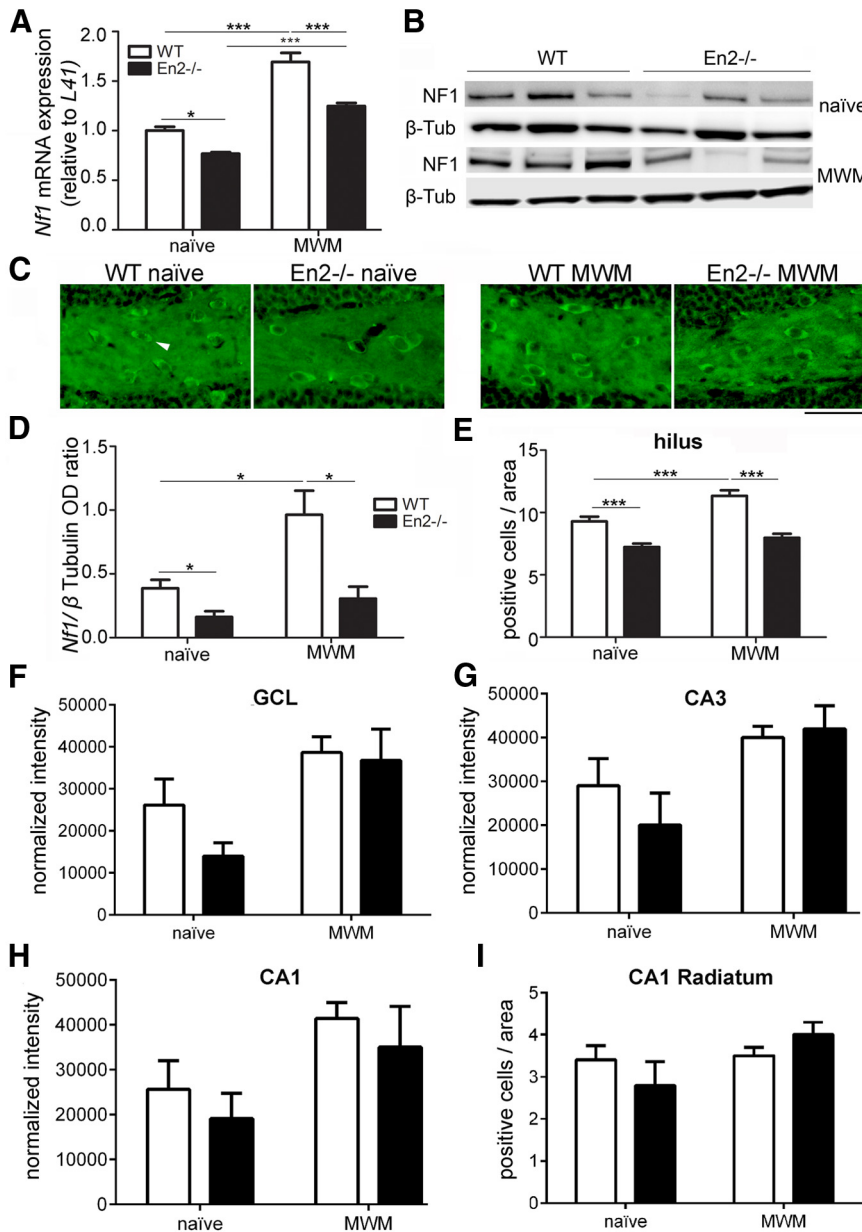 A
Nf1 mRNA expression
(relative to L41)
2.0
1.5
1.0
0.5
0.0
*** ***
***
*
WT
En2-/-
naïve MWM
B
WT En2-/-
NF1
β-Tub
naïve
NF1
β-Tub
MWM
C
WT naïve En2-/- naïve WT MWM En2-/- MWM
D
Nf1/ β Tubulin OD ratio
1.5
1.0
0.5
0.0
* *
*
WT
En2-/-
naïve MWM
E
hilus
positive cells / area
15
10
5
0
*** ***
***
naïve MWM
F
GCL
normalized intensity
50000
40000
30000
20000
10000
0
naïve MWM
G
CA3
normalized intensity
50000
40000
30000
20000
10000
0
naïve MWM
H
CA1
normalized intensity
50000
40000
30000
20000
10000
0
naïve MWM
I
CA1 Radiatum
positive cells / area
5
4
3
2
1
0
naïve MWM